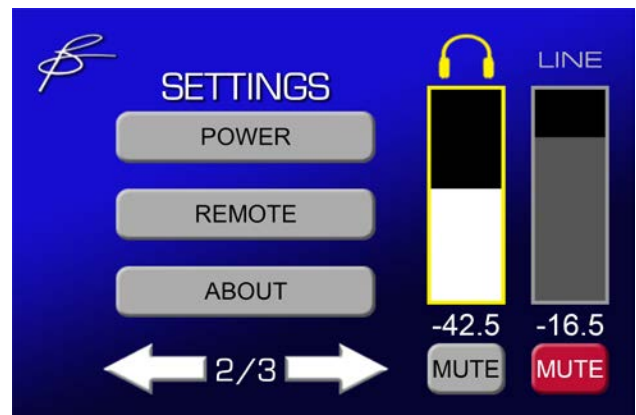 SETTINGS
POWER
REMOTE
ABOUT
2/3
LINE
-42.5 -16.5
MUTE MUTE